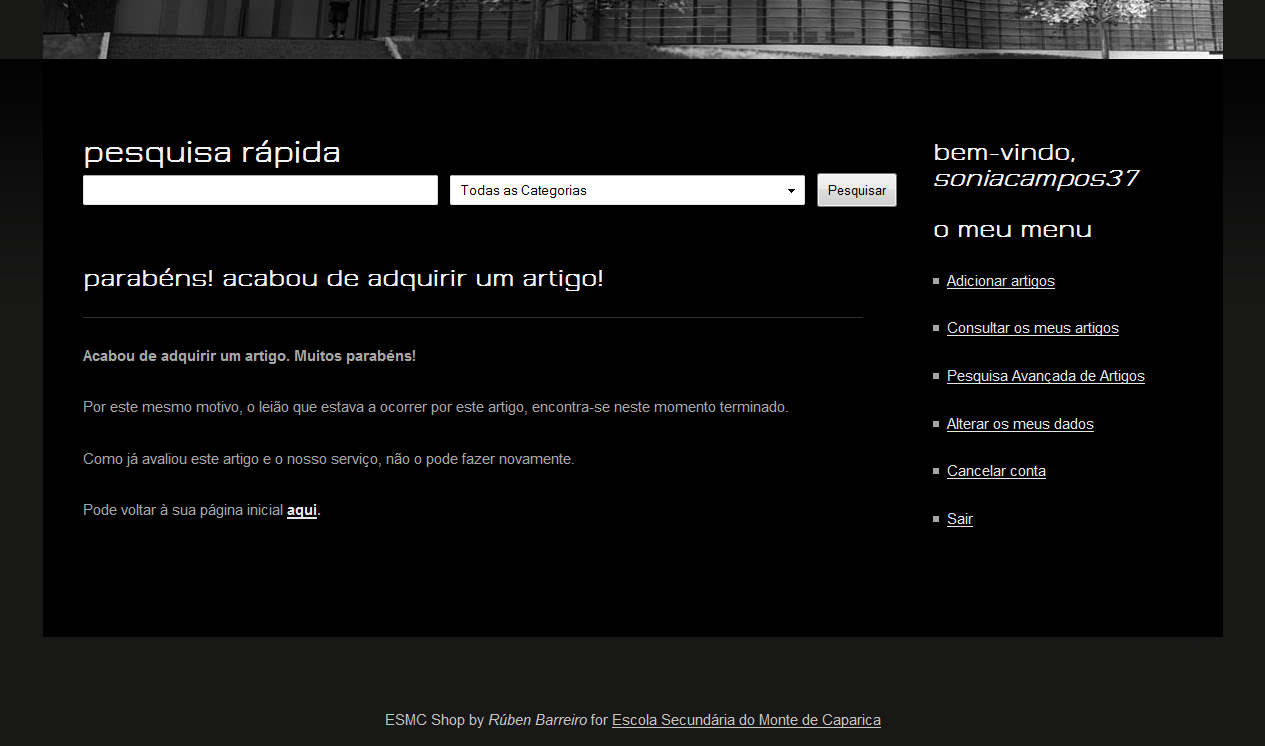 pesquisa rápida
Todas as Categorias
Pesquisar
parabéns! acabou de adquirir um artigo!
Acabou de adquirir um artigo. Muitos parabéns!
Por este mesmo motivo, o leião que estava a ocorrer por este artigo, encontra-se neste momento terminado.
Como já avaliou este artigo e o nosso serviço, não o pode fazer novamente.
Pode voltar à sua página inicial aqui.
bem-vindo,
soniacampos37
o meu menu
Adicionar artigos
Consultar os meus artigos
Pesquisa Avançada de Artigos
Alterar os meus dados
Cancelar conta
Sair
ESMC Shop by Rúben Barreiro for Escola Secundária do Monte de Caparica